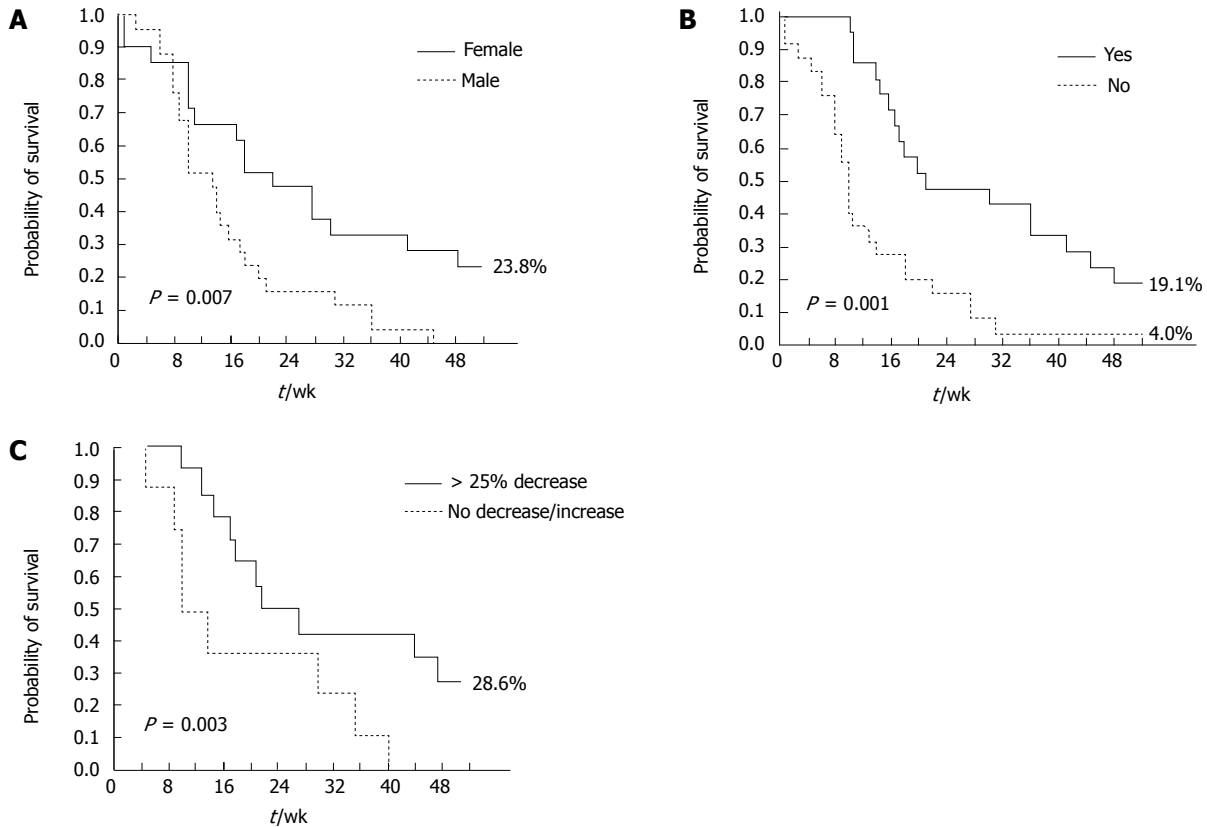 A
Probability of survival
1.0
0.9
0.8
0.7
0.6
0.5
0.4
0.3
0.2
0.1
0.0
Female
Male
23.8%
P = 0.007
0 8 16 24 32 40 48
t/wk
B
Probability of survival
1.0
0.9
0.8
0.7
0.6
0.5
0.4
0.3
0.2
0.1
0.0
Yes
No
19.1%
4.0%
P = 0.001
0 8 16 24 32 40 48
t/wk
C
Probability of survival
1.0
0.9
0.8
0.7
0.6
0.5
0.4
0.3
0.2
0.1
0.0
> 25% decrease
No decrease/increase
28.6%
P = 0.003
0 8 16 24 32 40 48
t/wk